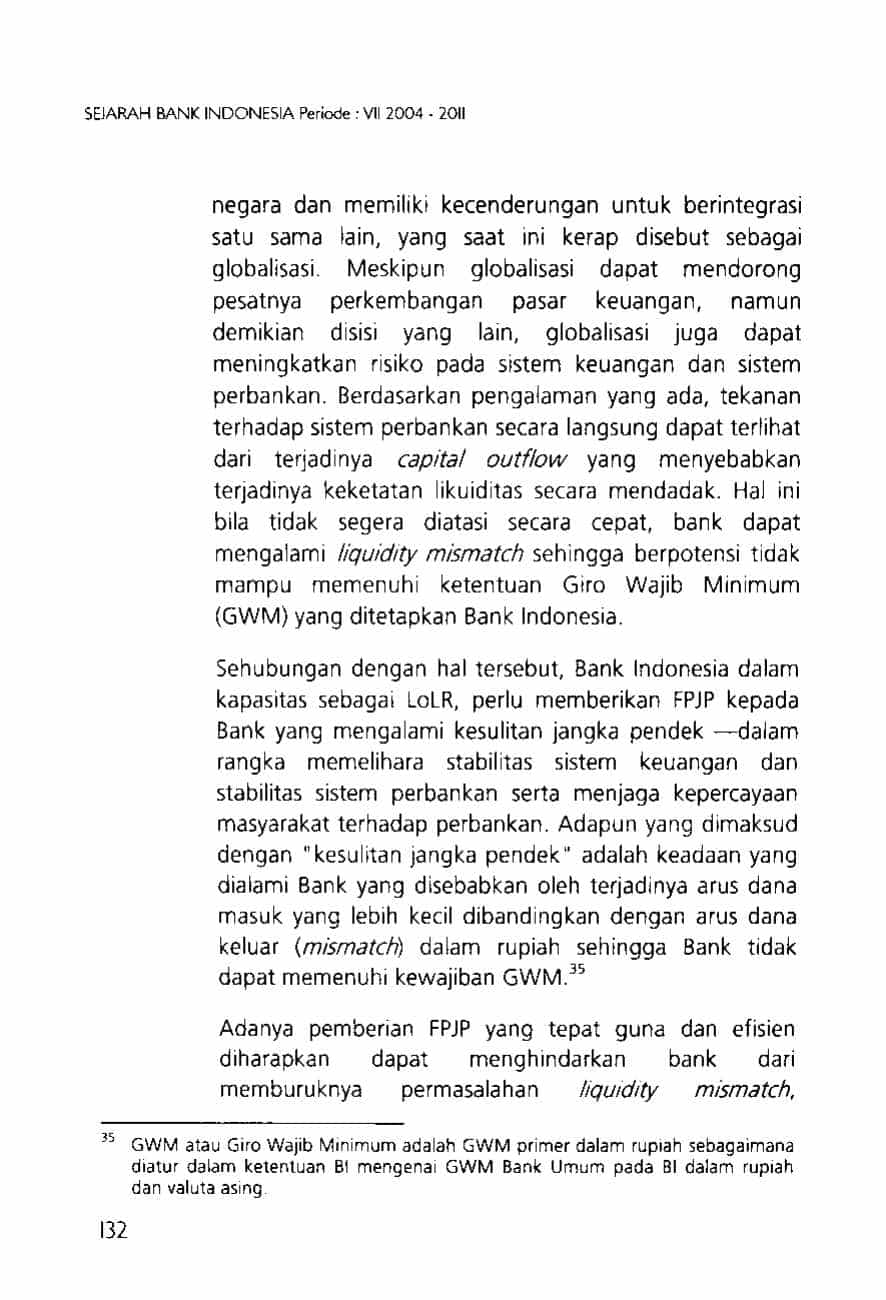 SEJARAH BANK INDONESIA Periode : VII 2004 - 2011
negara dan memiliki kecenderungan untuk berintegrasi
satu sama lain, yang saat ini kerap disebut sebagai
globalisasi. Meskipun globalisasi dapat mendorong
pesatnya perkembangan pasar keuangan, namun
demikian disisi yang lain, globalisasi juga dapat
meningkatkan risiko pada sistem keuangan dan sistem
perbankan. Berdasarkan pengalaman yang ada, tekanan
terhadap sistem perbankan secara langsung dapat terlihat
dari terjadinya capital outflow yang menyebabkan
terjadinya keketatan likuiditas secara mendadak. Hal ini
bila tidak segera diatasi secara cepat, bank dapat
mengalami liquidity mismatch sehingga berpotensi tidak
mampu memenuhi ketentuan Giro Wajib Minimum
(GWM) yang ditetapkan Bank Indonesia.
Sehubungan dengan hal tersebut, Bank Indonesia dalam
kapasitas sebagai LoLR, perlu memberikan FPJP kepada
Bank yang mengalami kesulitan jangka pendek —dalam
rangka memelihara stabilitas sistem keuangan dan
stabilitas sistem perbankan serta menjaga kepercayaan
masyarakat terhadap perbankan. Adapun yang dimaksud
dengan "kesulitan jangka pendek" adalah keadaan yang
dialami Bank yang disebabkan oleh terjadinya arus dana
masuk yang lebih kecil dibandingkan dengan arus dana
keluar (mismatch) dalam rupiah sehingga Bank tidak
dapat memenuhi kewajiban GWM.35
Adanya pemberian FPJP yang tepat guna dan efisien
diharapkan dapat menghindarkan bank dari
memburuknya permasalahan liquidity mismatch,
35 GWM atau Giro Wajib Minimum adalah GWM primer dalam rupiah sebagaimana
diatur dalam ketentuan BI mengenai GWM Bank Umum pada BI dalam rupiah
dan valuta asing.
132